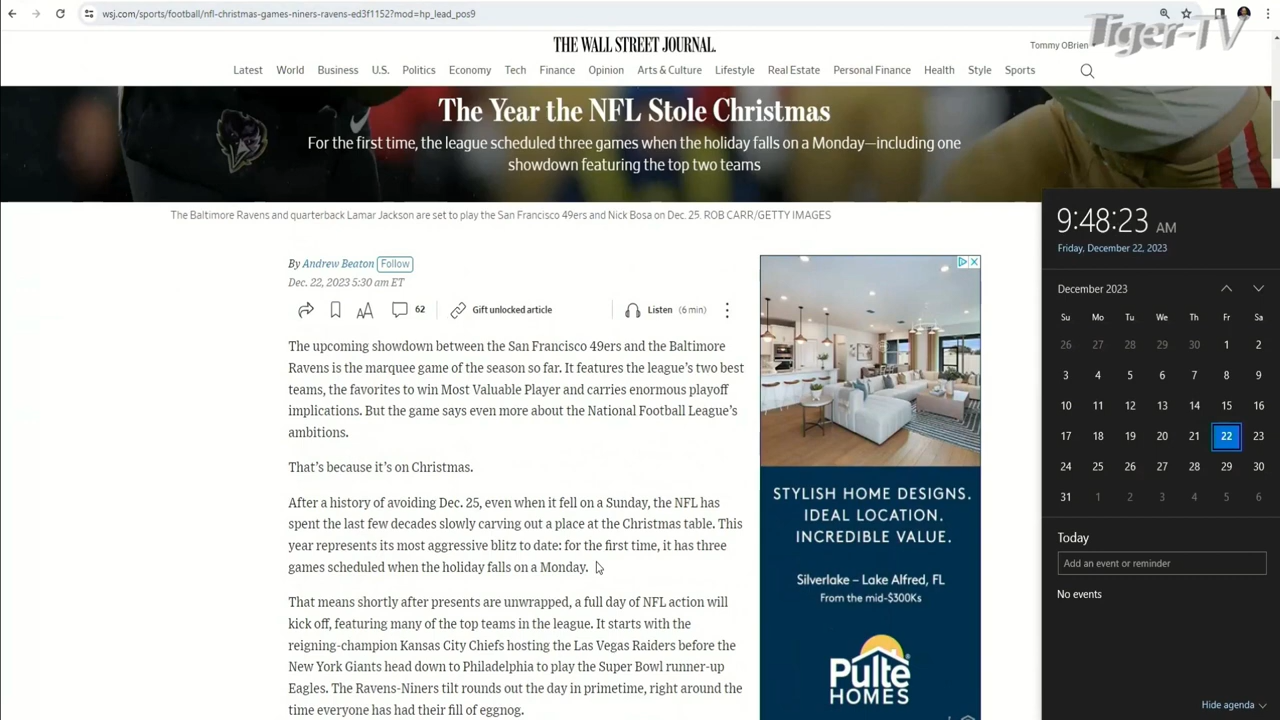 wsj.com/sports/football/nfl-christmas-games-niners-ravens-ed3f1152?mod=hp_lead_pos9
Tiger-TV
THE WALL STREET JOURNAL.
Tommy OBrien
Latest World Business U.S. Politics Economy Tech Finance Opinion Arts & Culture Lifestyle Real Estate Personal Finance Health Style Sports
The Year the NFL Stole Christmas
For the first time, the league scheduled three games when the holiday falls on a Monday—including one
showdown featuring the top two teams
The Baltimore Ravens and quarterback Lamar Jackson are set to play the San Francisco 49ers and Nick Bosa on Dec. 25. ROB CARR/GETTY IMAGES
By Andrew Beaton Follow
Dec. 22, 2023 5:30 am ET
AA 62 Gift unlocked article Listen (6 min)
The upcoming showdown between the San Francisco 49ers and the Baltimore
Ravens is the marquee game of the season so far. It features the league's two best
teams, the favorites to win Most Valuable Player and carries enormous playoff
implications. But the game says even more about the National Football League's
ambitions.
That's because it's on Christmas.
After a history of avoiding Dec. 25, even when it fell on a Sunday, the NFL has
spent the last few decades slowly carving out a place at the Christmas table. This
year represents its most aggressive blitz to date: for the first time, it has three
games scheduled when the holiday falls on a Monday.
That means shortly after presents are unwrapped, a full day of NFL action will
kick off, featuring many of the top teams in the league. It starts with the
reigning-champion Kansas City Chiefs hosting the Las Vegas Raiders before the
New York Giants head down to Philadelphia to play the Super Bowl runner-up
Eagles. The Ravens-Niners tilt rounds out the day in primetime, right around the
time everyone has had their fill of eggnog.
STYLISH HOME DESIGNS.
IDEAL LOCATION.
INCREDIBLE VALUE.
Silverlake – Lake Alfred, FL
From the mid-$300Ks
Pulte
HOMES
9:48:23 AM
Friday, December 22, 2023
December 2023
Su Mo Tu We Th Fr Sa
26 27 28 29 30 1 2
3 4 5 6 7 8 9
10 11 12 13 14 15 16
17 18 19 20 21 22 23
24 25 26 27 28 29 30
31 1 2 3 4 5 6
Today
Add an event or reminder
No events
Hide agenda